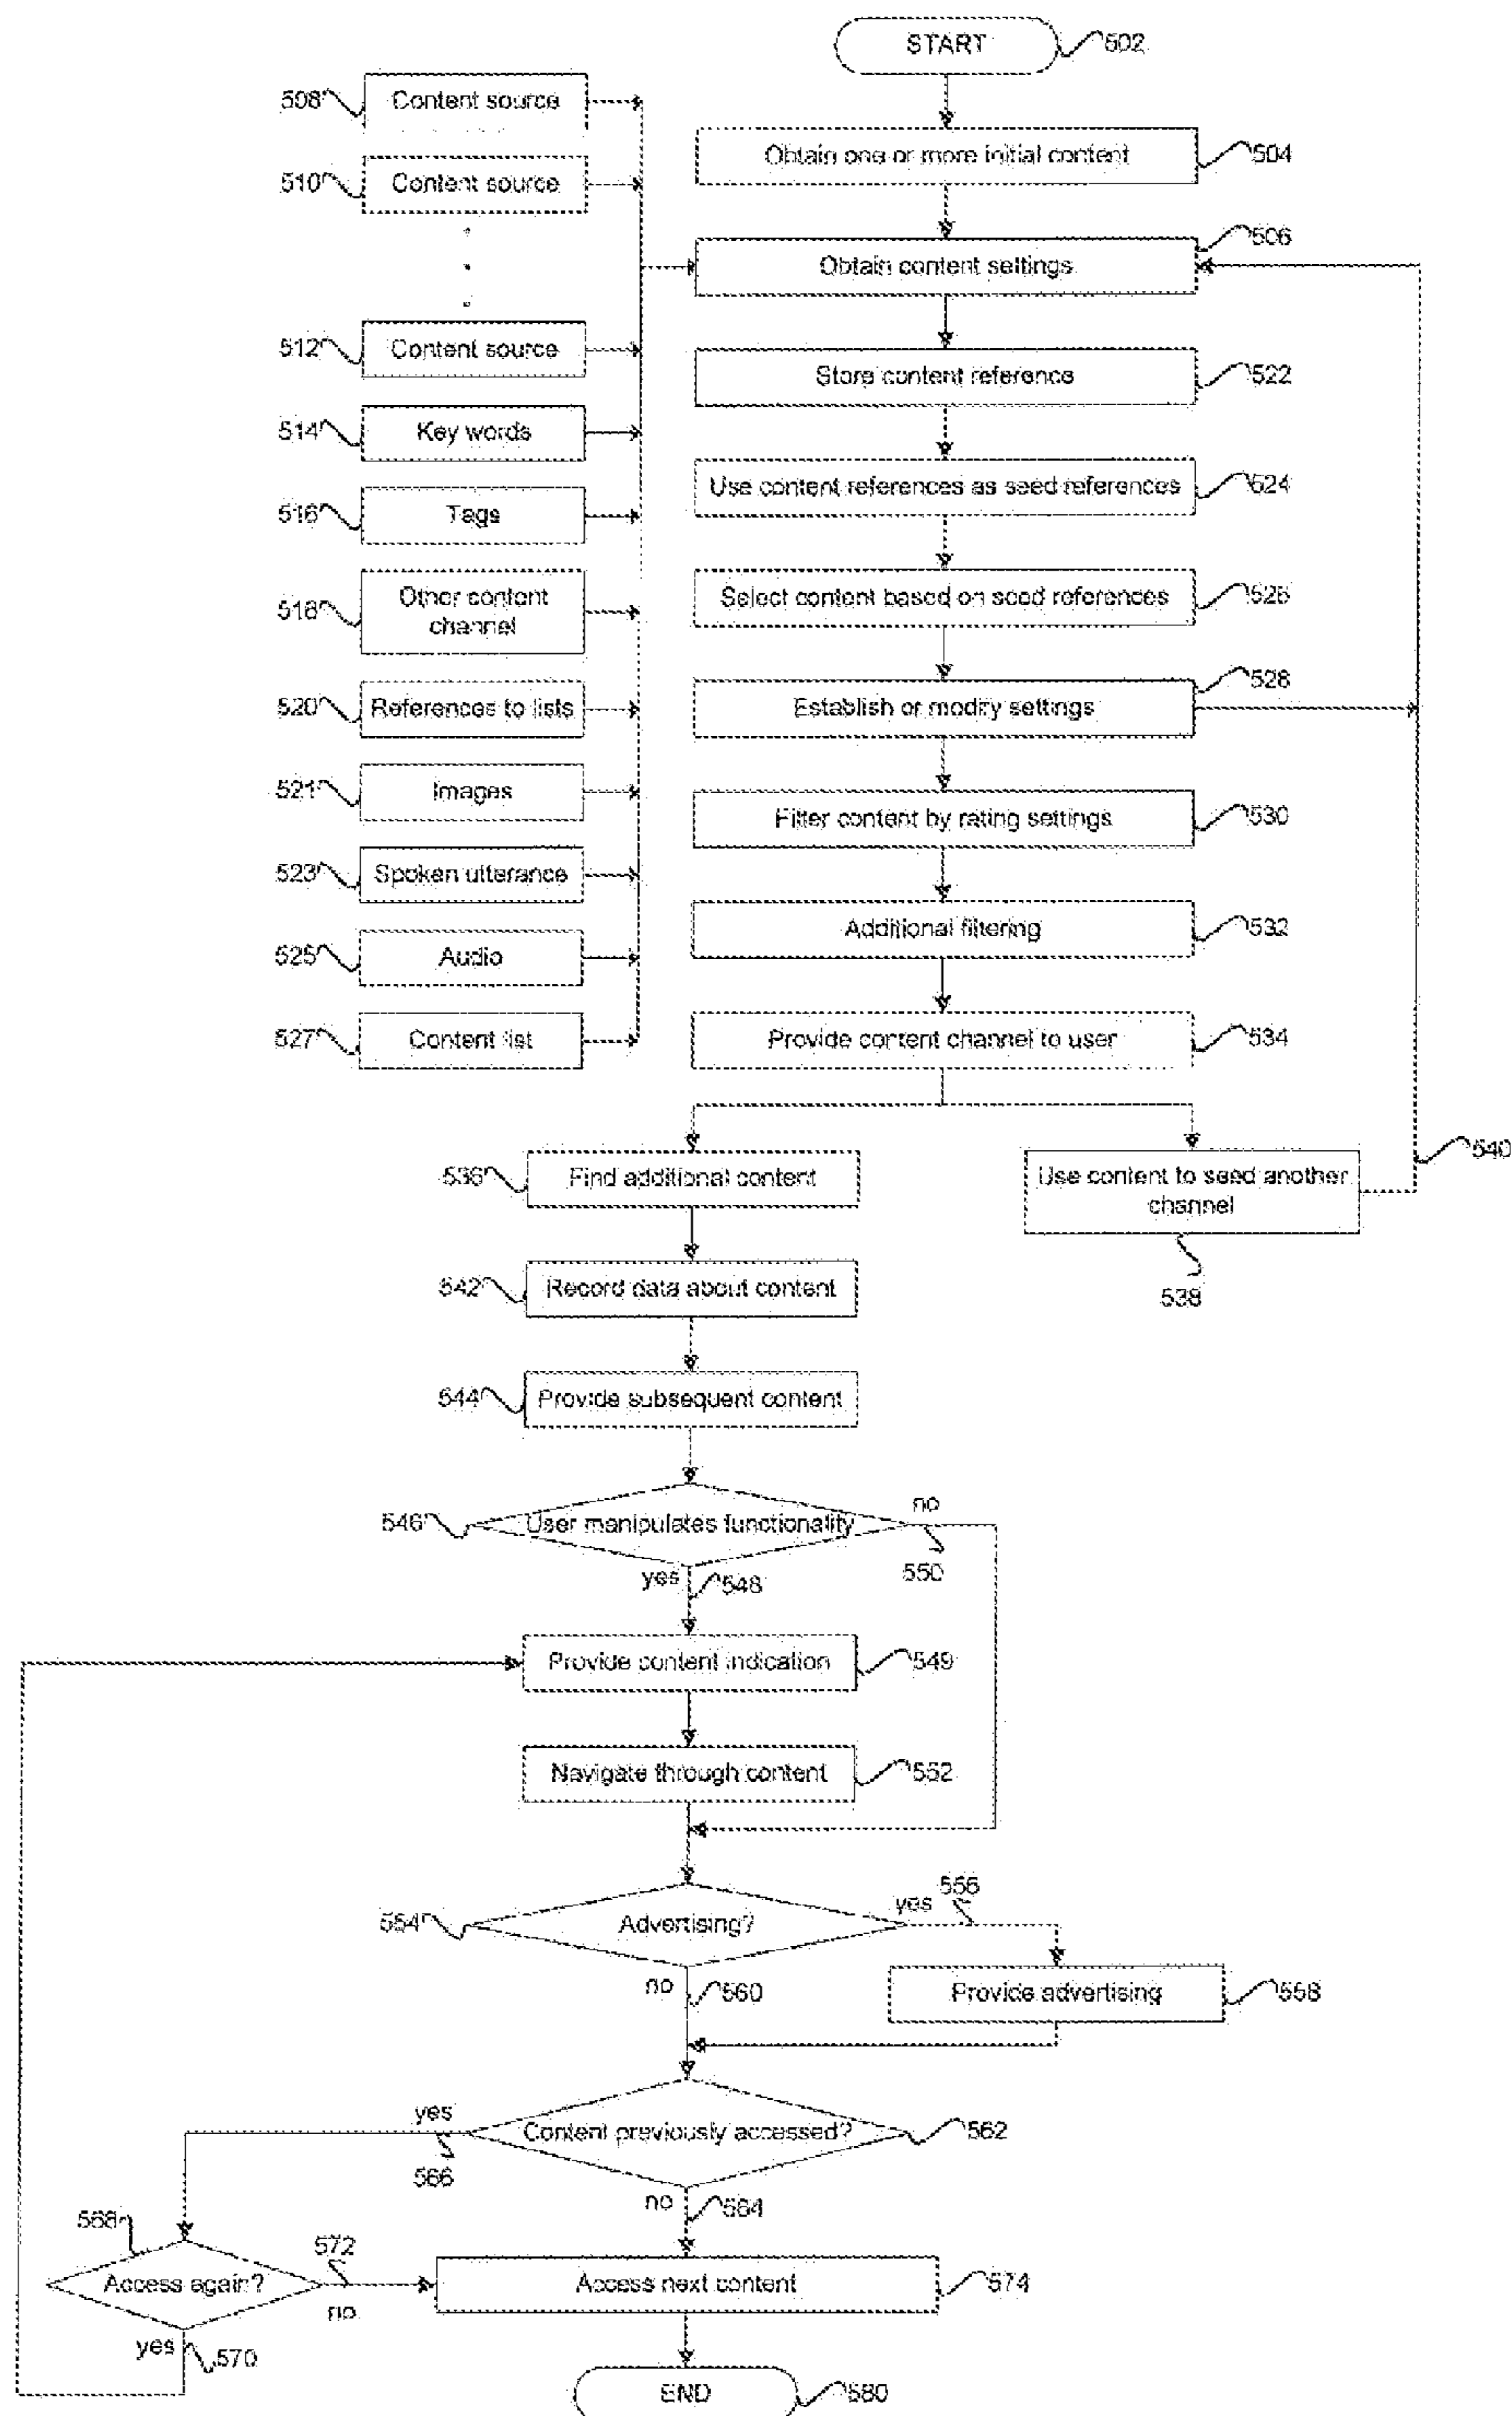 START
502
508
Content source
Obtain one or more initial content
504
510
Content source
506
Obtain content settings
512
Content source
Store content reference
522
514
Key words
Use content references as seed references
524
516
Tags
Select content based on seed references
526
518
Other content
channel
528
Establish or modify settings
520
References to lists
521
Images
Filter content by rating settings
530
523
Spoken utterance
Additional filtering
532
525
Audio
527
Content list
Provide content channel to user
534
536
Find additional content
Use content to seed another
channel
540
538
542
Record data about content
544
Provide subsequent content
546
User manipulates functionality
no
550
yes
548
Provide content indication
549
Navigate through content
552
554
Advertising?
yes
556
no
560
Provide advertising
558
yes
566
Content previously accessed?
562
no
564
568
Access again?
572
no
Access next content
574
yes
570
END
580